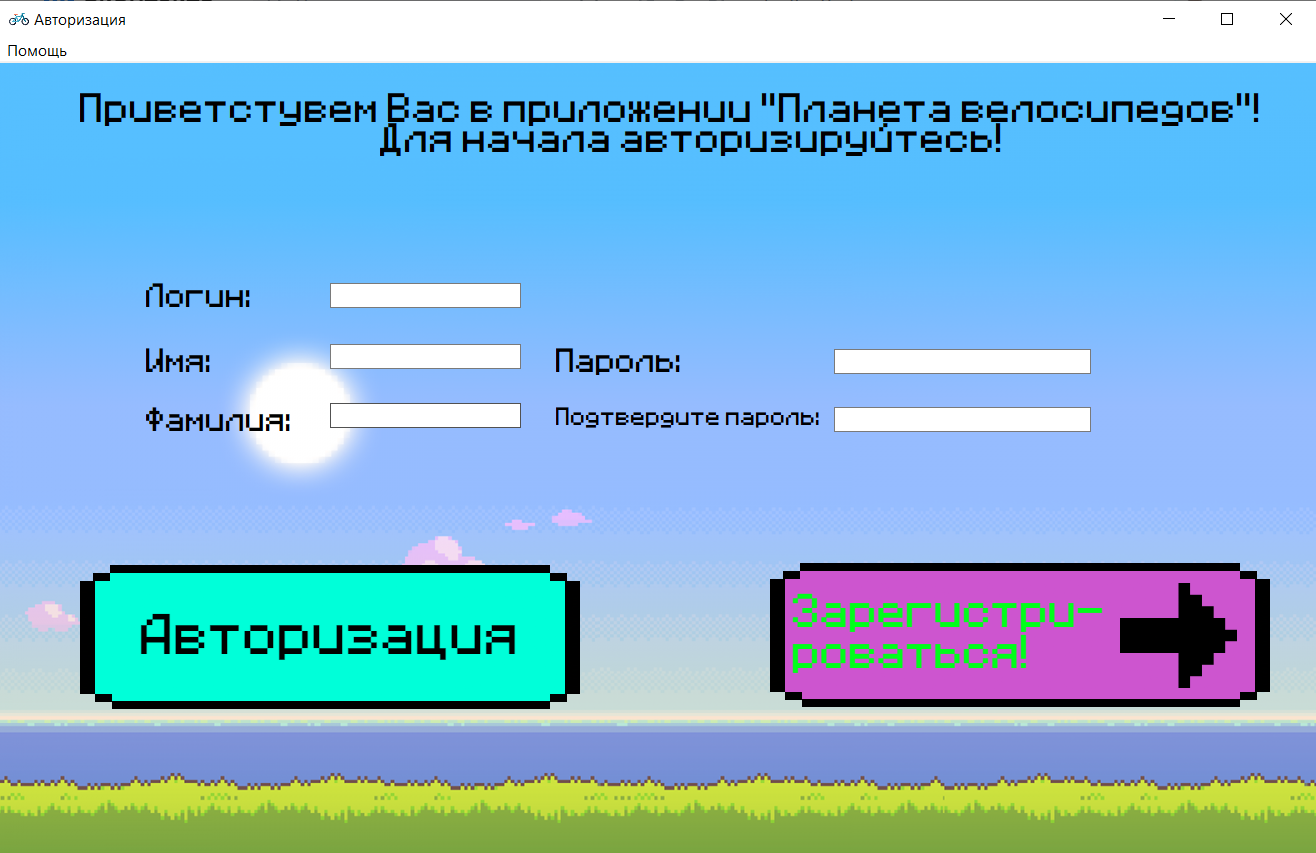 Авторизация
Помощь
Приветстувем Вас в приложении "Планета велосипедов"!
Для начала авторизируйтесь!
Логин:
Имя:
Пароль:
Фамилия:
Подтвердите пароль:
Авторизация
Зарегистри-
роваться!